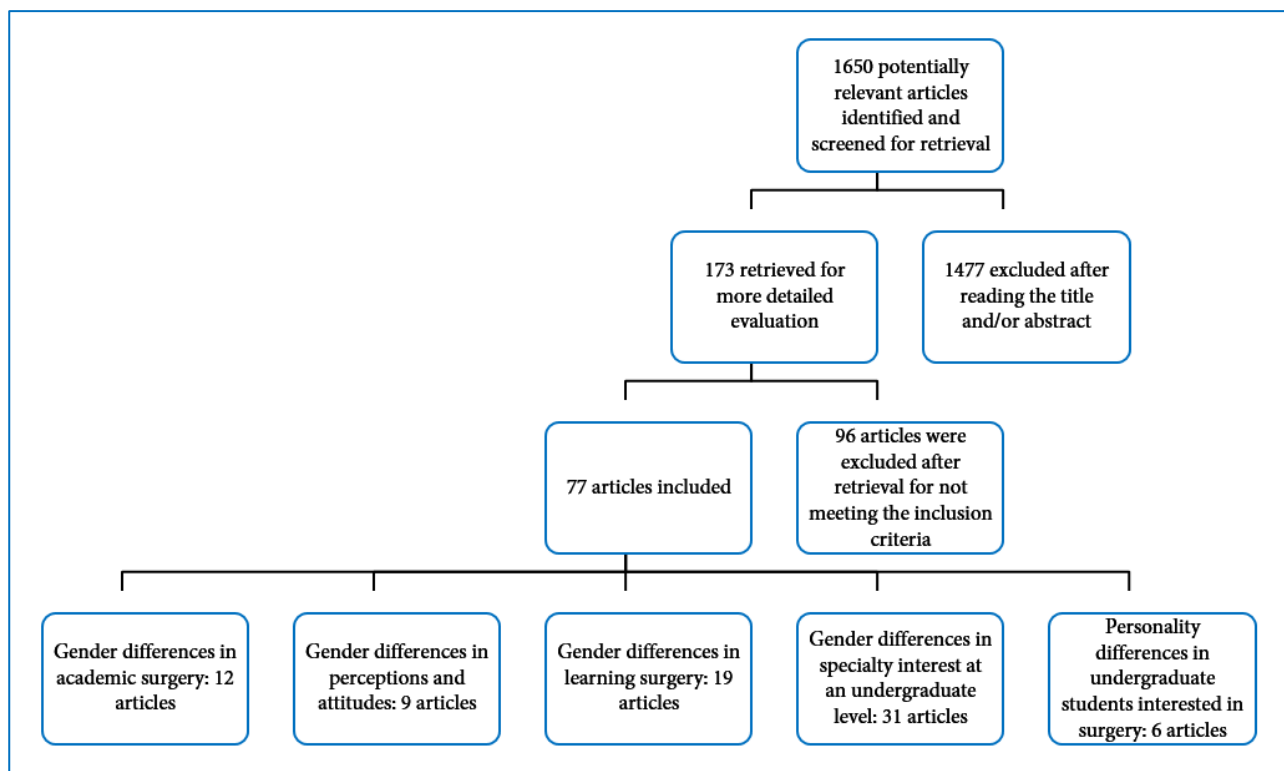 1650 potentially
relevant articles
identified and
screened for retrieval
173 retrieved for
more detailed
evaluation
1477 excluded after
reading the title
and/or abstract
77 articles included
96 articles were
excluded after
retrieval for not
meeting the inclusion
criteria
Gender differences in
academic surgery: 12
articles
Gender differences in
perceptions and
attitudes: 9 articles
Gender differences in
learning surgery: 19
articles
Gender differences in
specialty interest at
an undergraduate
level: 31 articles
Personality
differences in
undergraduate
students interested in
surgery: 6 articles